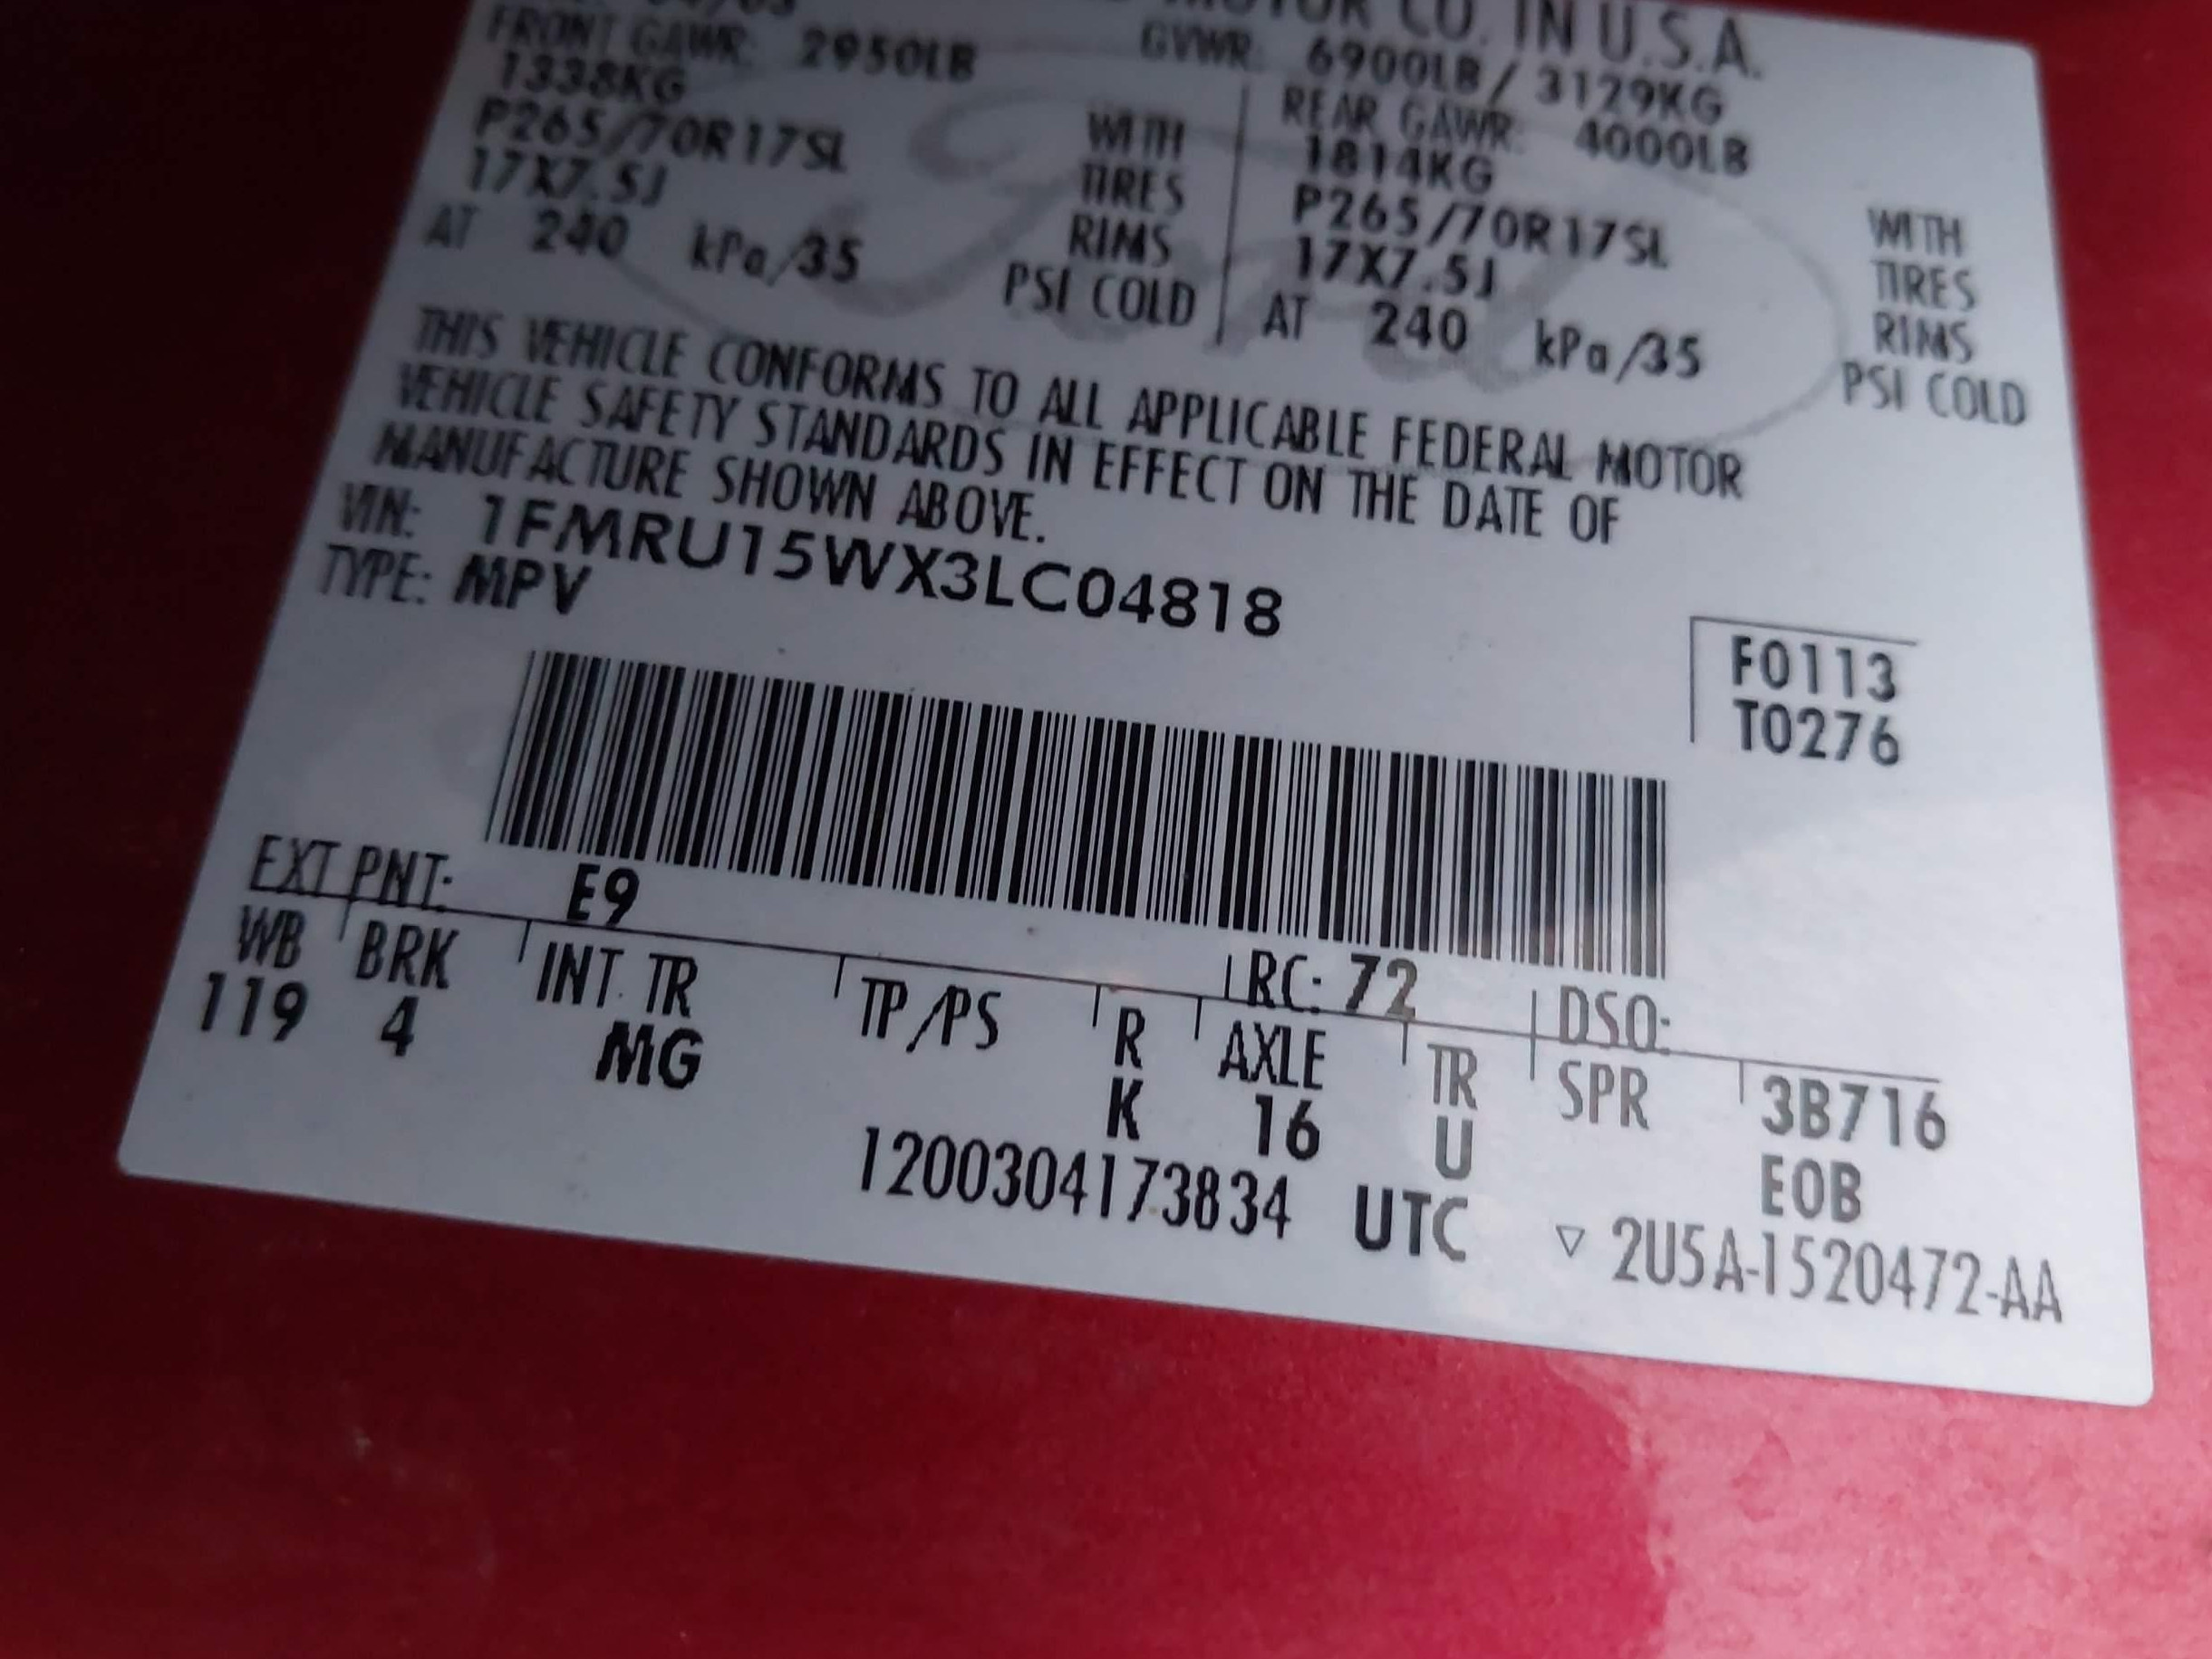 MOTOR CO. IN U.S.A.
FRONT GAWR: 2950LB GVWR: 6900LB / 3129KG
1338KG WITH REAR GAWR: 4000LB
P265/70R17SL TIRES 1814KG WITH
17X7.5J RIMS P265/70R17SL TIRES
AT 240 kPa/35 PSI COLD 17X7.5J RIMS
AT 240 kPa/35 PSI COLD
THIS VEHICLE CONFORMS TO ALL APPLICABLE FEDERAL MOTOR
VEHICLE SAFETY STANDARDS IN EFFECT ON THE DATE OF
MANUFACTURE SHOWN ABOVE.
VIN: 1FMRU15WX3LC04818
TYPE: MPV
F0113
T0276
EXT PNT: E9 RC: 72 DSO:
WB BRK INT TR TP/PS R AXLE TR SPR 3B716
119 4 MG K 16 U EOB
1200304173834 UTC ▽ 2U5A-1520472-AA